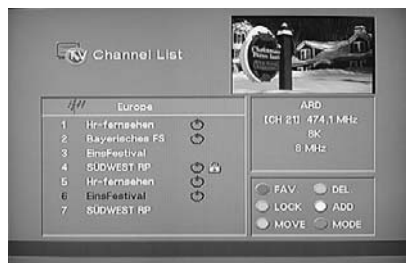 TV Channel List
All Europe
1 Hr-fernsehen
2 Bayerisches FS
3 EinsFestival
4 SÜDWEST RP
5 Hr-fernsehen
6 EinsFestival
7 SÜDWEST RP
ARD
[CH 21] 474.1 MHz
8K
8 MHz
FAV DEL
LOCK ADD
MOVE MODE